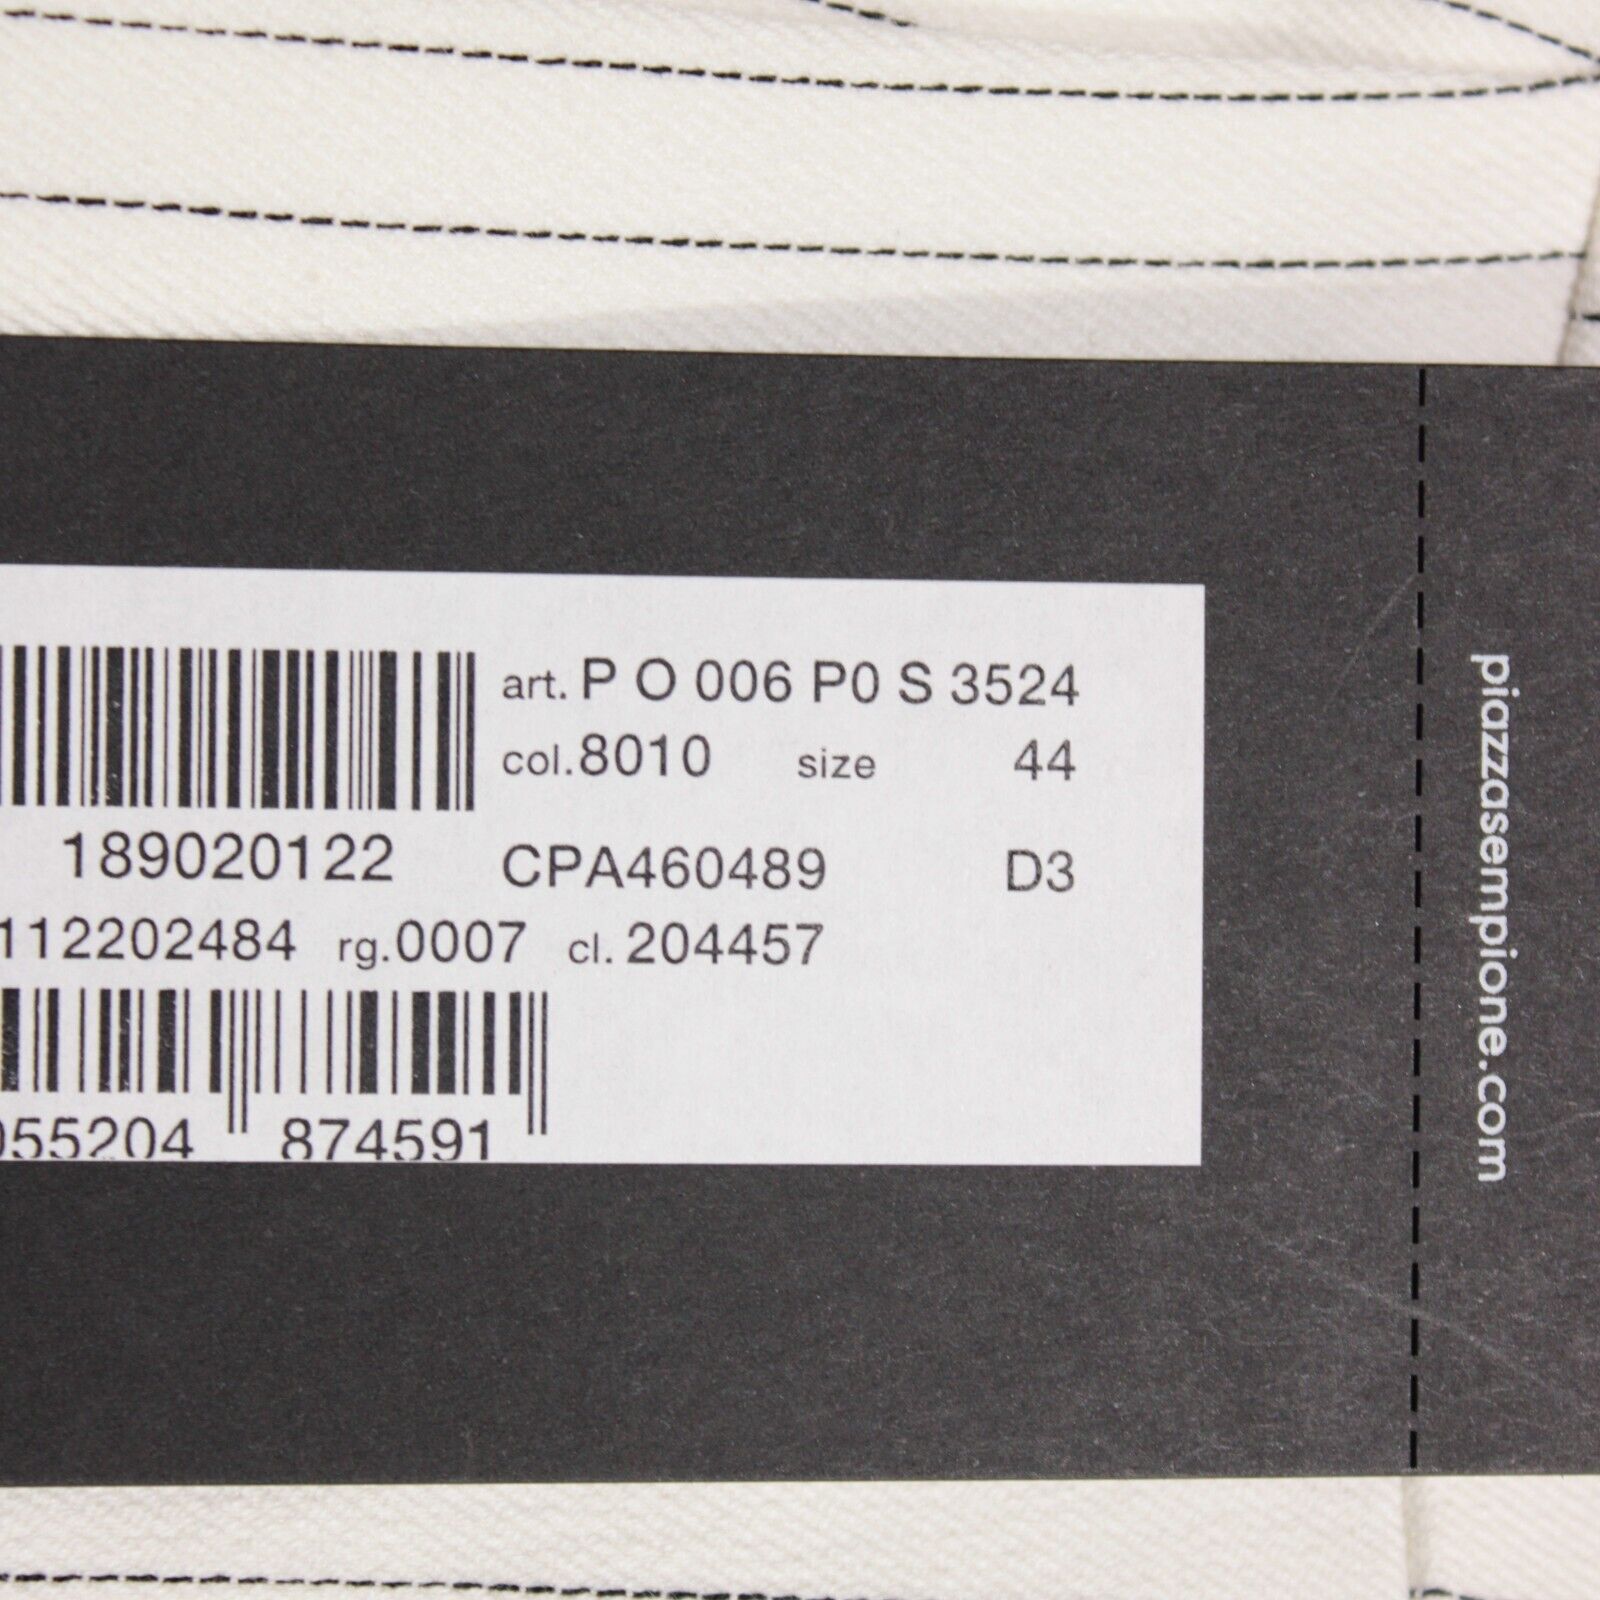 art. P O 006 P0 S 3524
col.8010 size 44
189020122 CPA460489 D3
112202484 rg.0007 cl. 204457
055204 874591
piazzasempione.com